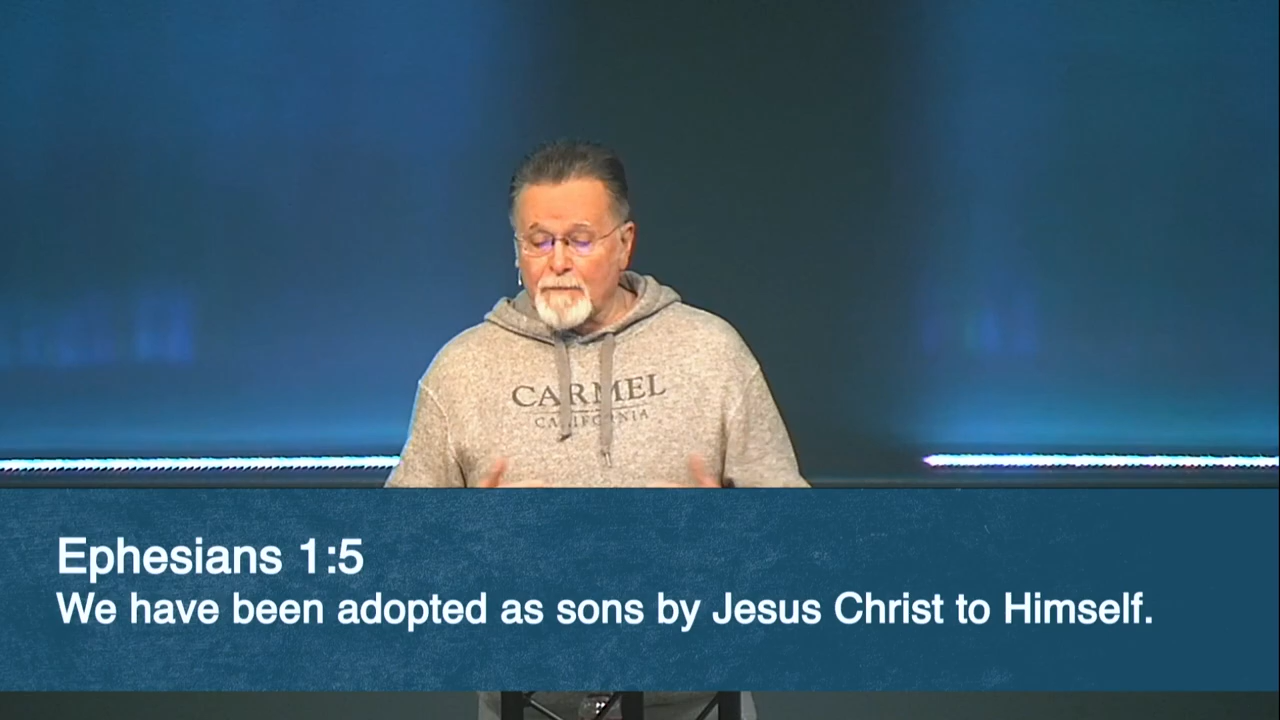 CARMEL
CALIFORNIA
Ephesians 1:5
We have been adopted as sons by Jesus Christ to Himself.